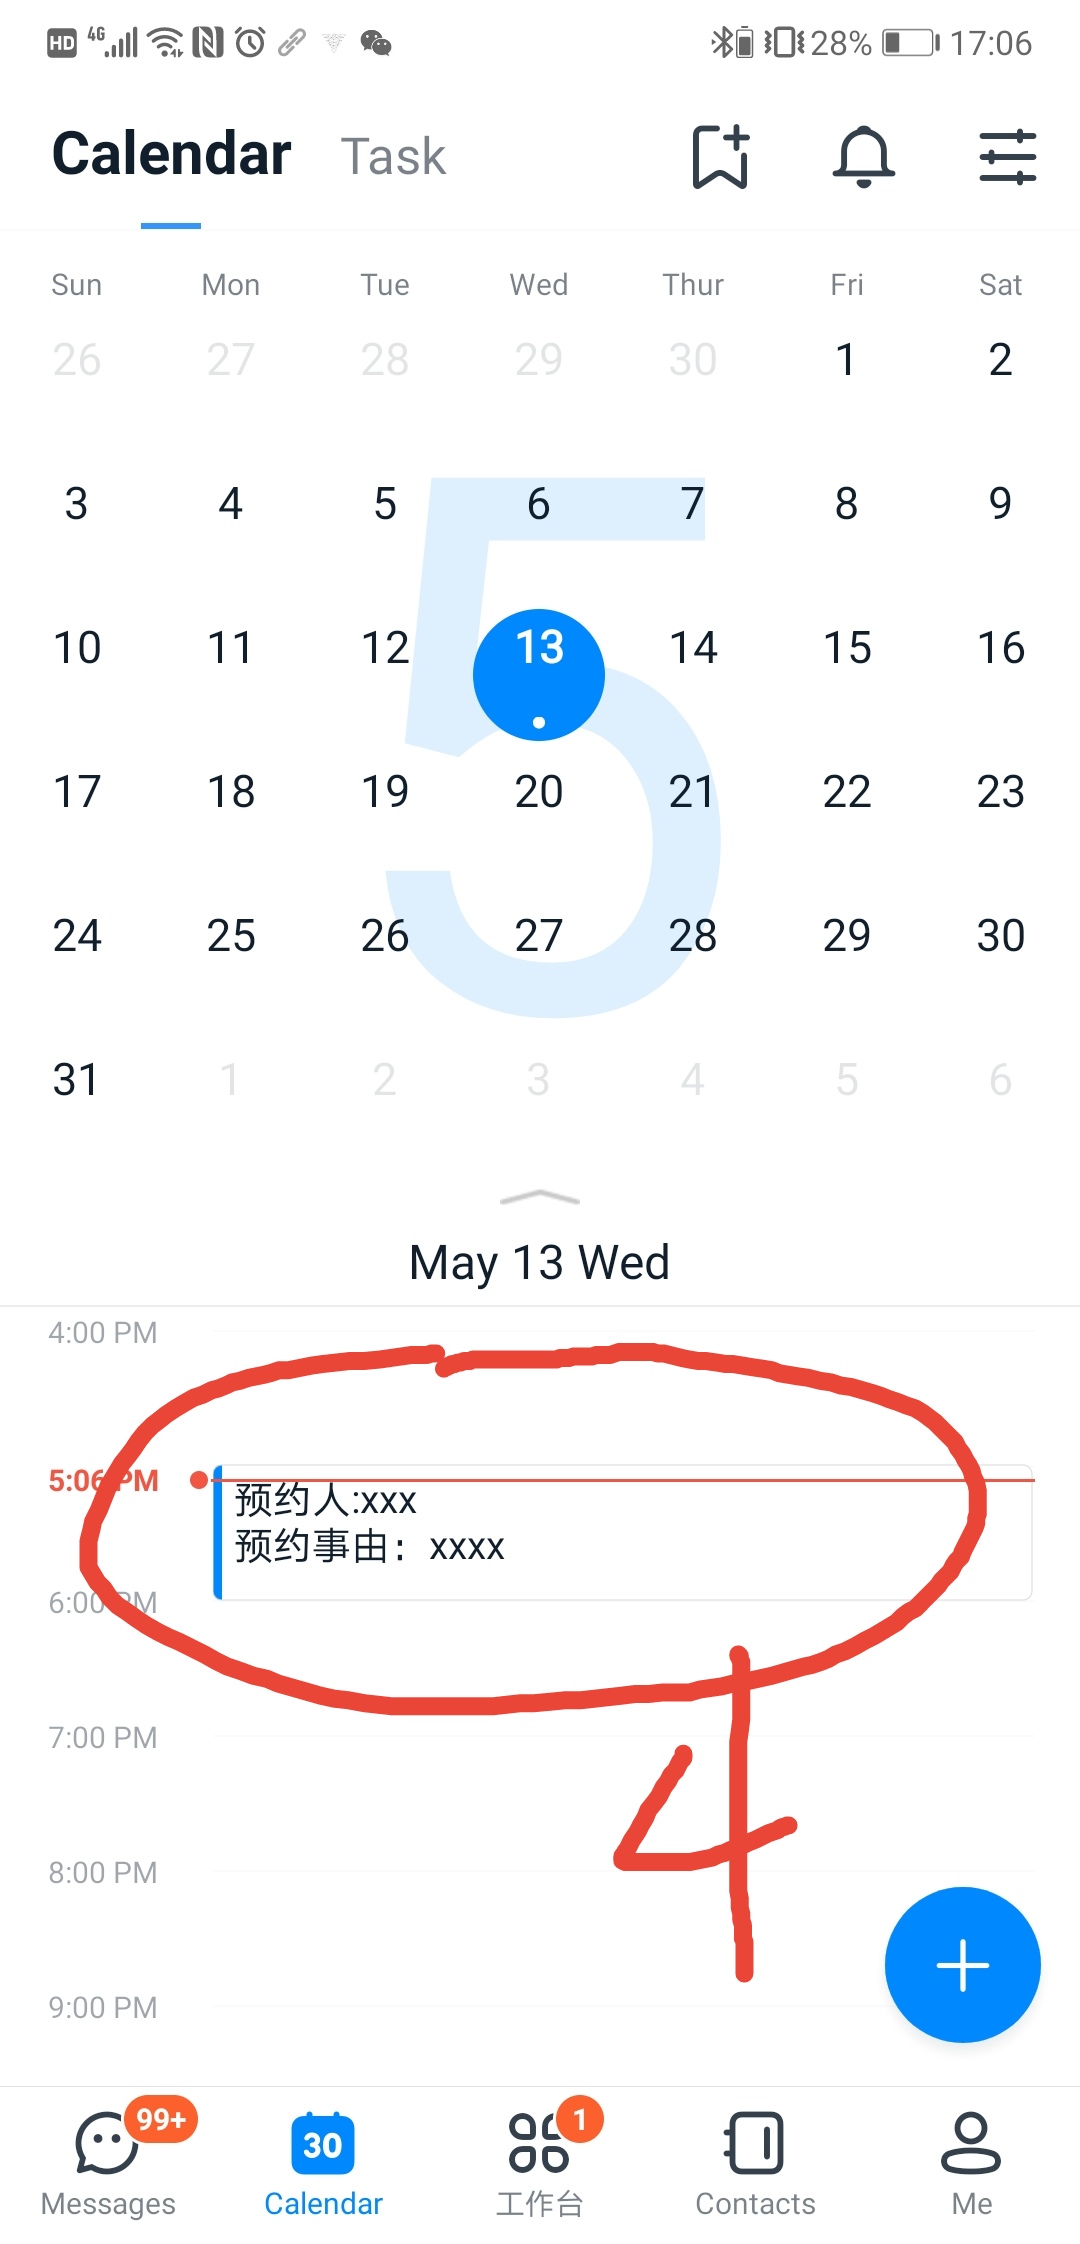 HD 4G 28% 17:06
Calendar Task
Sun Mon Tue Wed Thur Fri Sat
26 27 28 29 30 1 2
3 4 5 6 7 8 9
10 11 12 13 14 15 16
17 18 19 20 21 22 23
24 25 26 27 28 29 30
31 1 2 3 4 5 6
5
May 13 Wed
4:00 PM
5:06 PM
预约人:xxx
预约事由：xxxx
6:00 PM
4
7:00 PM
8:00 PM
9:00 PM
99+ 30 1
Messages Calendar 工作台 Contacts Me